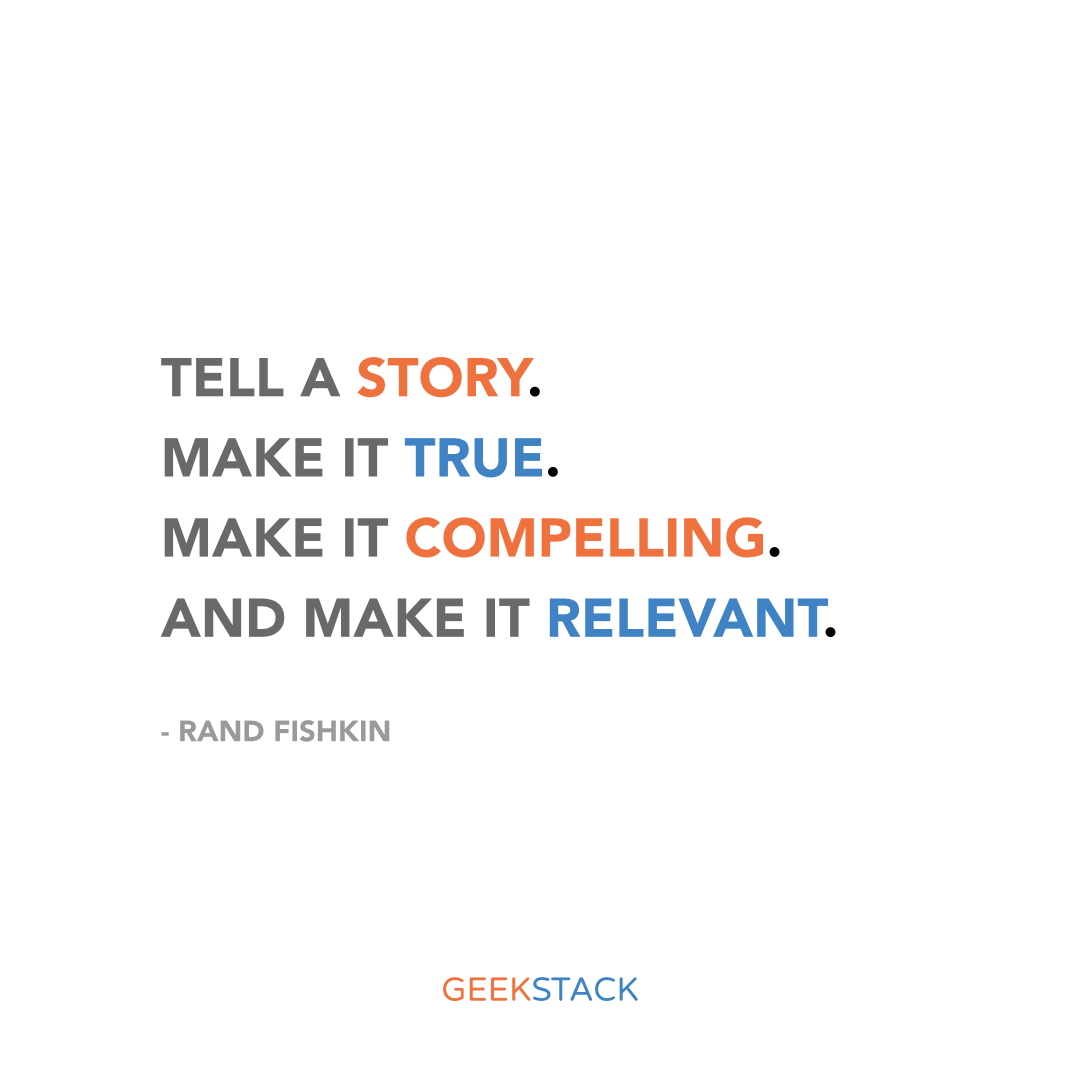 TELL A STORY.
MAKE IT TRUE.
MAKE IT COMPELLING.
AND MAKE IT RELEVANT.
- RAND FISHKIN
GEEKSTACK